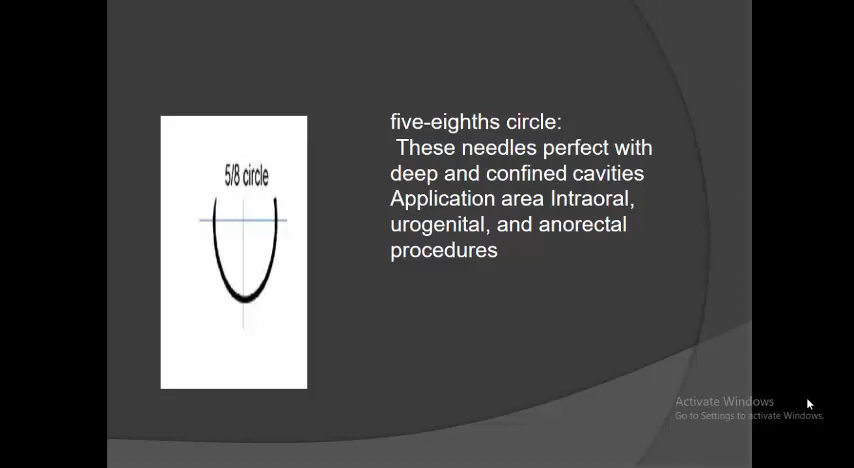 5/8 circle
five-eighths circle:
These needles perfect with
deep and confined cavities
Application area Intraoral,
urogenital, and anorectal
procedures
Activate Windows
Go to Settings to activate Windows.